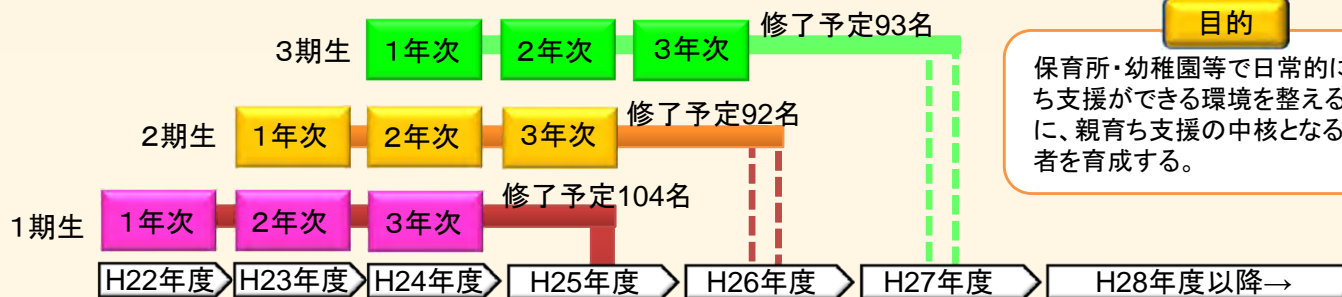 目的
保育所・幼稚園等で日常的に
ち支援ができる環境を整える
に、親育ち支援の中核となる
者を育成する。
3期生 1年次 2年次 3年次 修了予定93名
2期生 1年次 2年次 3年次 修了予定92名
1期生 1年次 2年次 3年次 修了予定104名
H22年度 H23年度 H24年度 H25年度 H26年度 H27年度 H28年度以降→